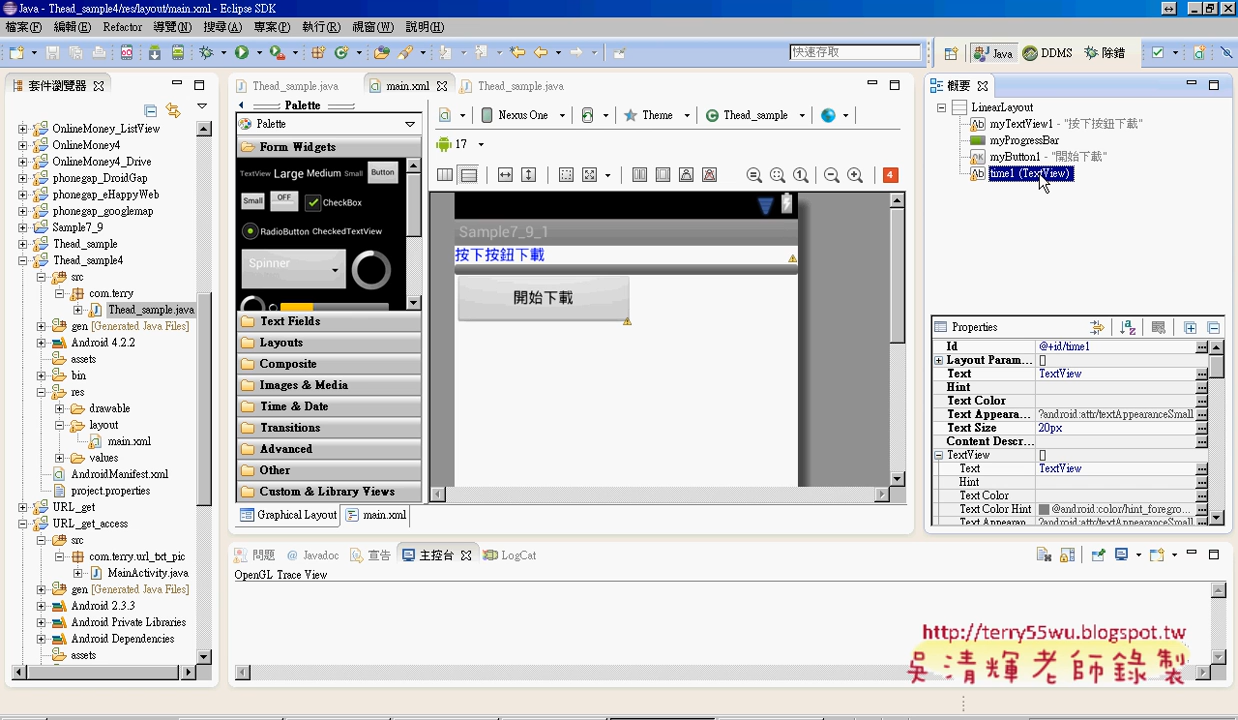 Java - Thead_sample4/res/layout/main.xml - Eclipse SDK
檔案(F) 編輯(E) Refactor 導覽(N) 搜尋(A) 專案(P) 執行(R) 視窗(W) 說明(H)
快速存取 Java DDMS 除錯
套件瀏覽器
OnlineMoney_ListView
OnlineMoney4
OnlineMoney4_Drive
phonegap_DroidGap
phonegap_eHappyWeb
phonegap_googlemap
Sample7_9
Thead_sample
Thead_sample4
src
com.terry
Thead_sample.java
gen [Generated Java Files]
Android 4.2.2
assets
bin
res
drawable
layout
main.xml
values
AndroidManifest.xml
project.properties
URL_get
URL_get_access
src
com.terry.url_txt_pic
MainActivity.java
gen [Generated Java Files]
Android 2.3.3
Android Private Libraries
Android Dependencies
assets
Thead_sample.java main.xml Thead_sample.java
Palette
Palette
Form Widgets
TextView Large Medium Small Button
Small OFF CheckBox
RadioButton CheckedTextView
Spinner
Text Fields
Layouts
Composite
Images & Media
Time & Date
Transitions
Advanced
Other
Custom & Library Views
Graphical Layout main.xml
Nexus One Theme Thead_sample
17
4
Sample7_9_1
按下按鈕下載
開始下載
概要
LinearLayout
myTextView1 - "按下按鈕下載"
myProgressBar
myButton1 - "開始下載"
time1 (TextView)
Properties
Id @+id/time1
Layout Param... []
Text TextView
Hint
Text Color
Text Appeara... ?android:attr/textAppearanceSmall
Text Size 20px
Content Descr...
TextView []
Text TextView
Hint
Text Color
Text Color Hint @android:color/hint_foregro...
Text Appearan... ?android:attr/textAppearanceSmall
問題 Javadoc 宣告 主控台 LogCat
OpenGL Trace View
http://terry55wu.blogspot.tw
吳清輝老師錄製